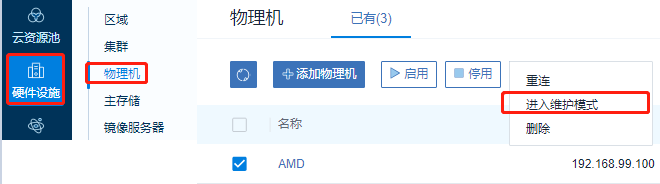 云资源池
硬件设施
区域
集群
物理机
主存储
镜像服务器
物理机
已有(3)
添加物理机
启用
停用
重连
进入维护模式
删除
名称
AMD
192.168.99.100